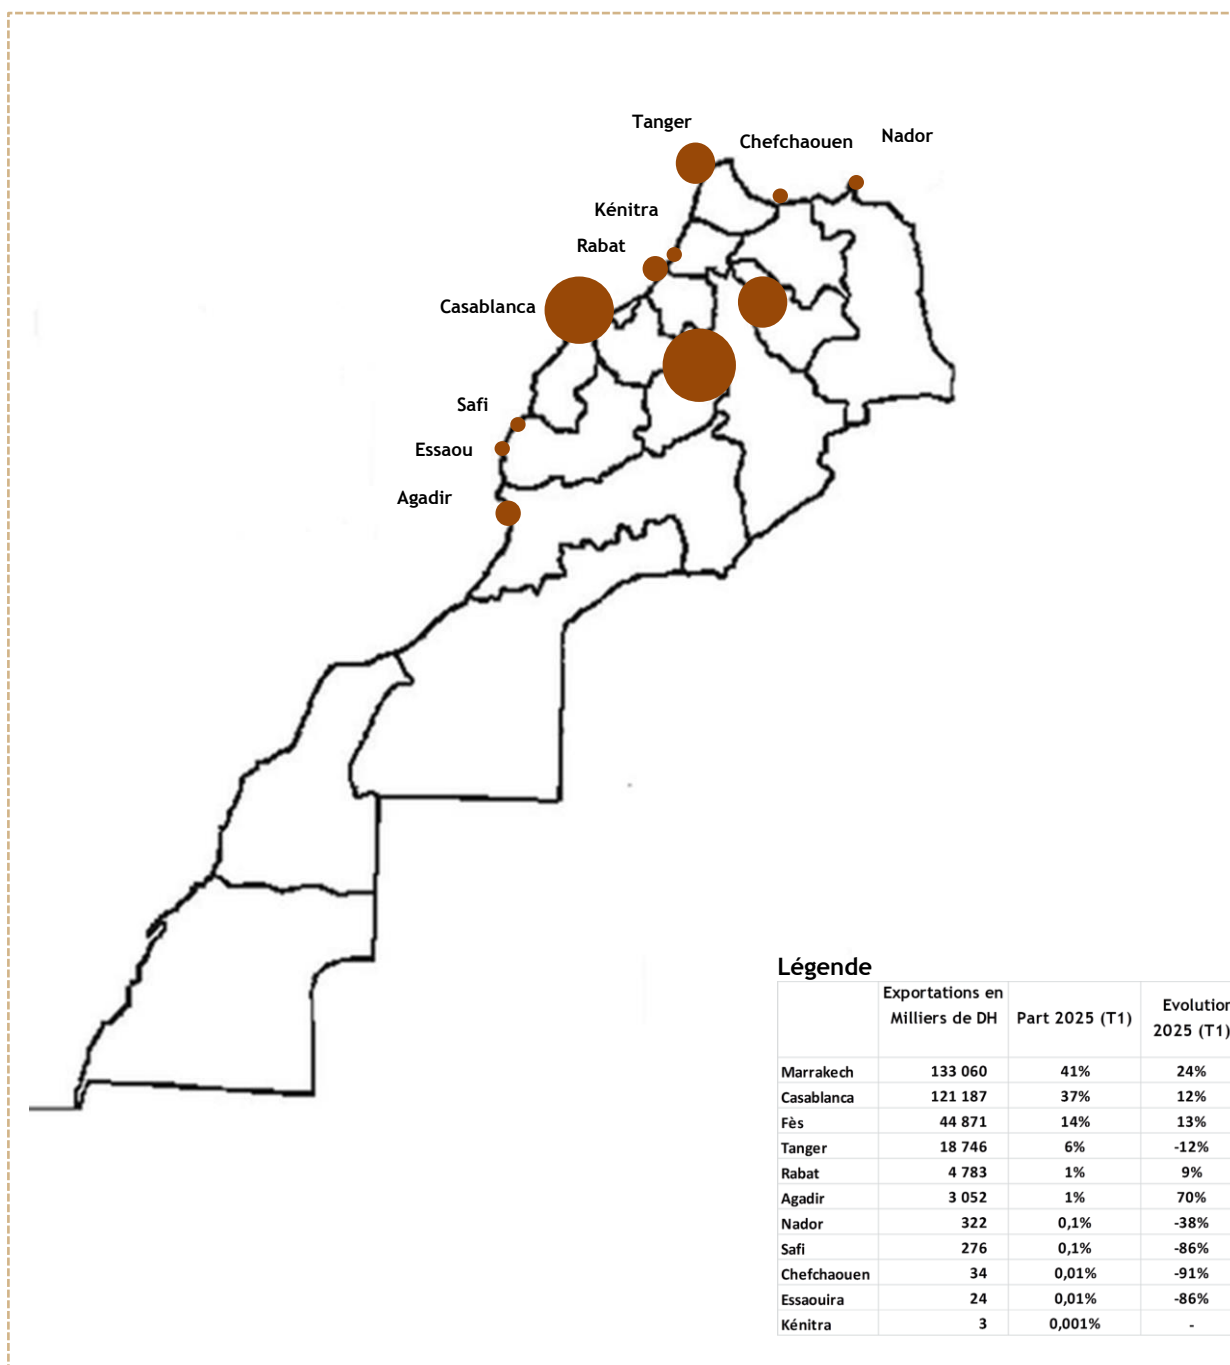 Tanger
Chefchaouen
Nador
Kénitra
Rabat
Casablanca
Safi
Essaou
Agadir
Légende
Exportations en
Milliers de DH
Part 2025 (T1)
Evolution
2025 (T1)
Marrakech 133 060 41% 24%
Casablanca 121 187 37% 12%
Fès 44 871 14% 13%
Tanger 18 746 6% -12%
Rabat 4 783 1% 9%
Agadir 3 052 1% 70%
Nador 322 0,1% -38%
Safi 276 0,1% -86%
Chefchaouen 34 0,01% -91%
Essaouira 24 0,01% -86%
Kénitra 3 0,001% -